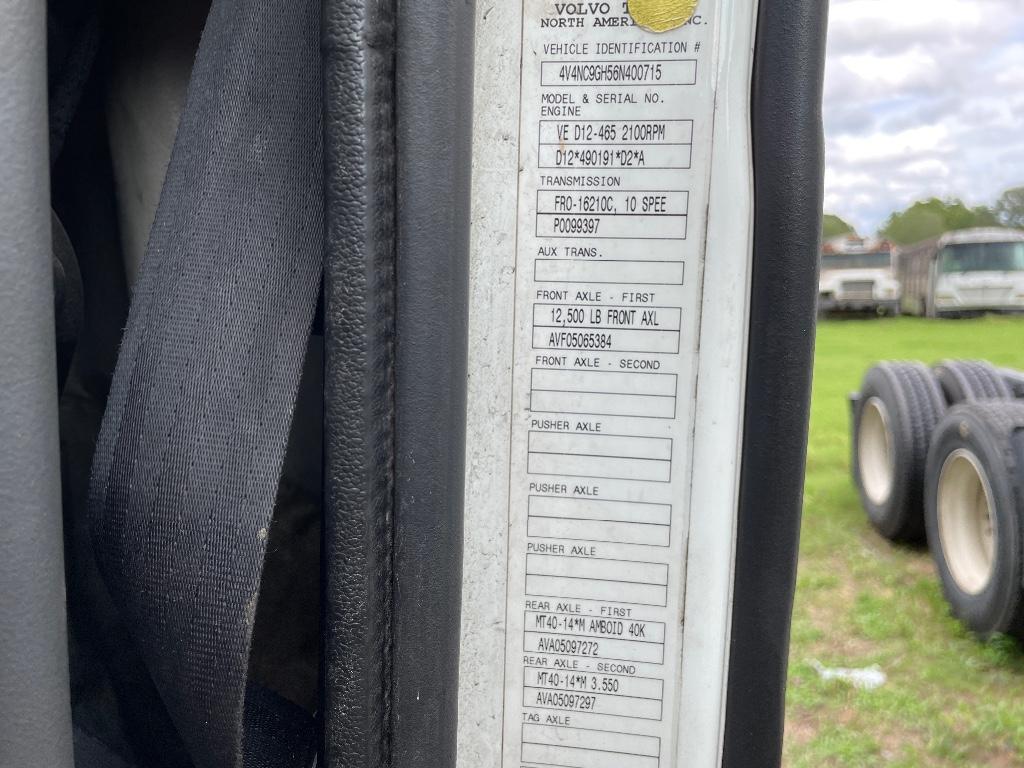 VOLVO T
NORTH AMERI NC.
VEHICLE IDENTIFICATION #
4V4NC9GH56N400715
MODEL & SERIAL NO.
ENGINE
VE D12-465 2100RPM
D12*490191*D2*A
TRANSMISSION
FRO-16210C, 10 SPEE
P0099397
AUX TRANS.
FRONT AXLE - FIRST
12,500 LB FRONT AXL
AVF05065384
FRONT AXLE - SECOND
PUSHER AXLE
PUSHER AXLE
PUSHER AXLE
REAR AXLE - FIRST
MT40-14*M AMBOID 40K
AVA05097272
REAR AXLE - SECOND
MT40-14*M 3.550
AVA05097297
TAG AXLE